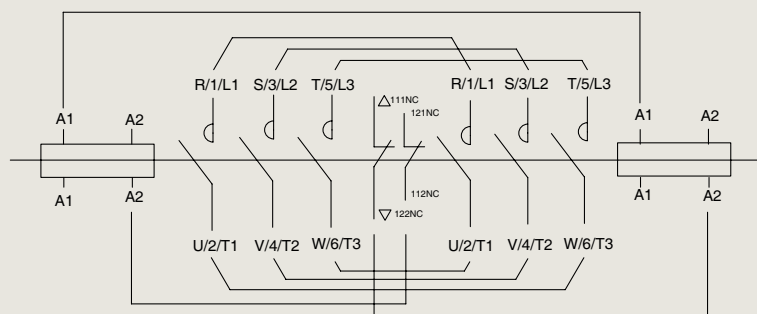 R/1/L1 S/3/L2 T/5/L3 R/1/L1 S/3/L2 T/5/L3
111NC
121NC
A1 A2 A1 A2
A1 A2 A1 A2
112NC
122NC
U/2/T1 V/4/T2 W/6/T3 U/2/T1 V/4/T2 W/6/T3